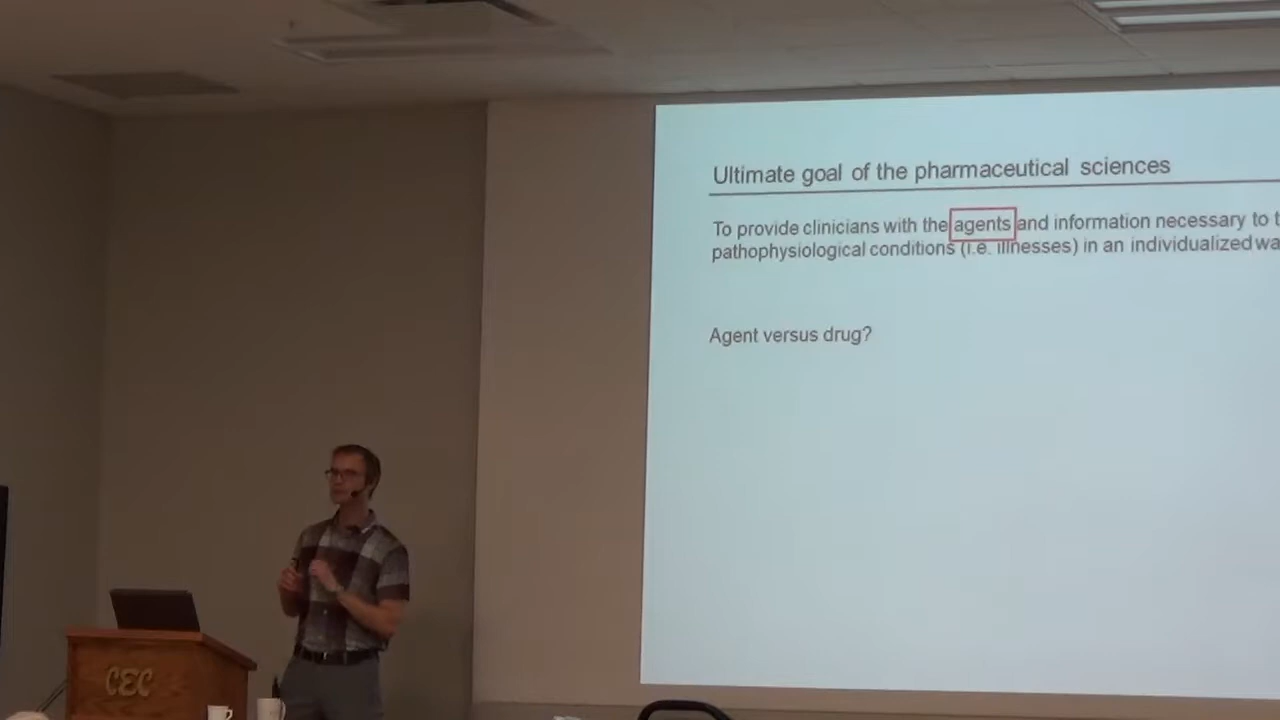 Ultimate goal of the pharmaceutical sciences
To provide clinicians with the agents and information necessary to
pathophysiological conditions (i.e. illnesses) in an individualized
Agent versus drug?
CEC